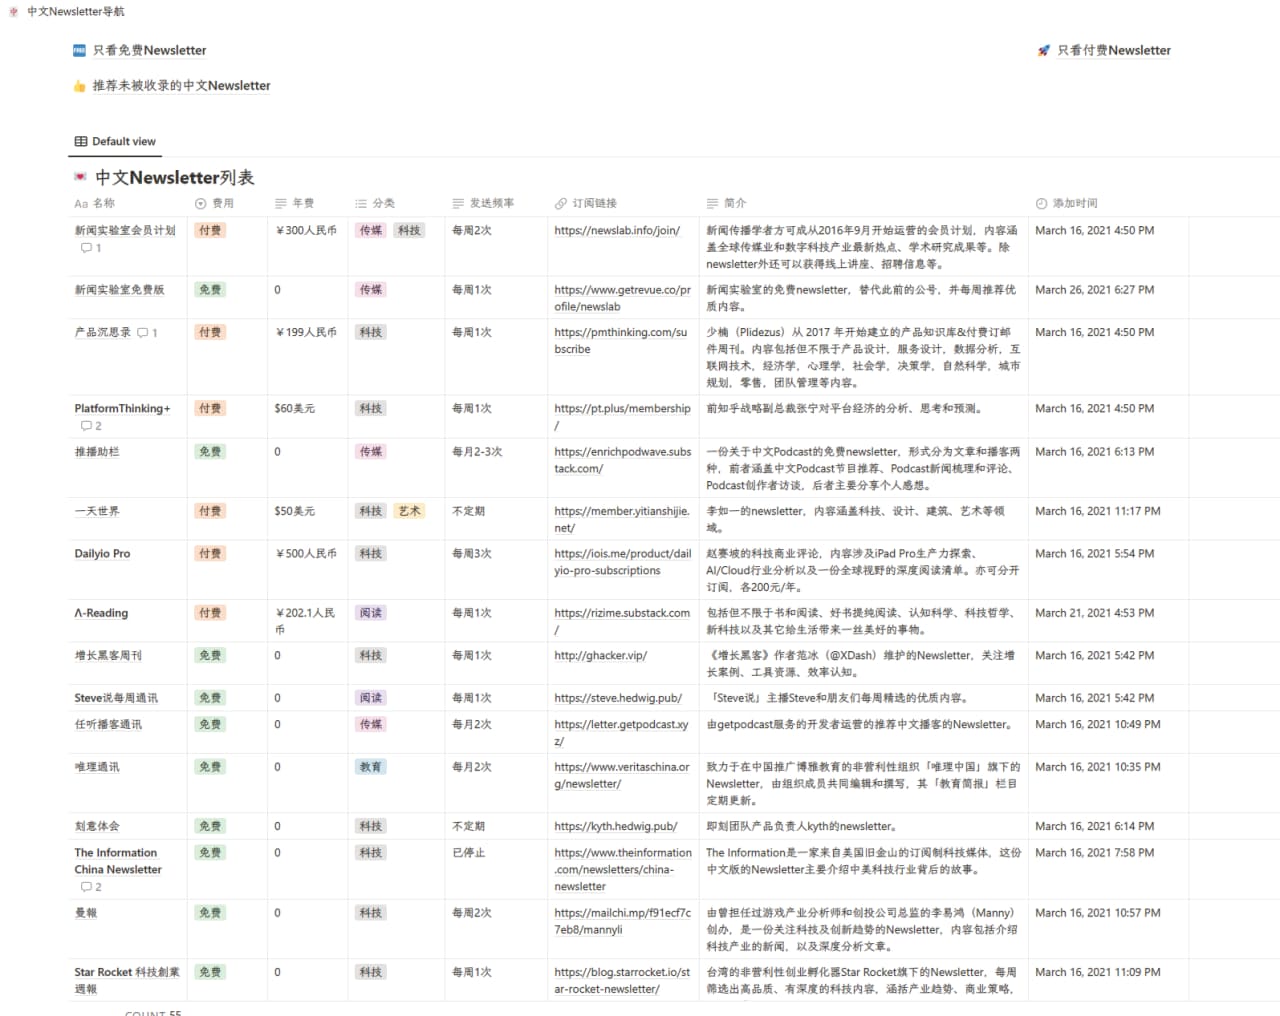 中文Newsletter导航
只看免费Newsletter
只看付费Newsletter
推荐未被收录的中文Newsletter
Default view
中文Newsletter列表
Aa 名称 费用 年费 分类 发送频率 订阅链接 简介 添加时间
新闻实验室会员计划 付费 ￥300人民币 传媒 科技 每周2次 https://newslab.info/join/ 新闻传播学者方可成从2016年9月开始运营的会员计划，内容涵 March 16, 2021 4:50 PM
1 盖全球传媒业和数字科技产业最新热点、学术研究成果等。除
newsletter外还可以获得线上讲座、招聘信息等。
新闻实验室免费版 免费 0 传媒 每周1次 https://www.getrevue.co/pr 新闻实验室的免费newsletter，替代此前的公号，并每周推荐优 March 26, 2021 6:27 PM
ofile/newslab 质内容。
产品沉思录 1 付费 ￥199人民币 科技 每周1次 https://pmthinking.com/su 少楠（Plidezus）从 2017 年开始建立的产品知识库&付费订邮 March 16, 2021 4:50 PM
bscribe 件周刊。内容包括但不限于产品设计，服务设计，数据分析，互
联网技术，经济学，心理学，社会学，决策学，自然科学，城市
规划，零售，团队管理等内容。
PlatformThinking+ 付费 $60美元 科技 每周1次 https://pt.plus/membership 前知乎战略副总裁张宁对平台经济的分析、思考和预测。 March 16, 2021 4:50 PM
2 /
推播助栏 免费 0 传媒 每月2-3次 https://enrichpodwave.subs 一份关于中文Podcast的免费newsletter，形式分为文章和播客两 March 16, 2021 6:13 PM
tack.com/ 种，前者涵盖中文Podcast节目推荐、Podcast新闻梳理和评论、
Podcast创作者访谈，后者主要分享个人感想。
一天世界 付费 $50美元 科技 艺术 不定期 https://member.yitianshijie. 李如一的newsletter，内容涵盖科技、设计、建筑、艺术等领 March 16, 2021 11:17 PM
net/ 域。
Dailyio Pro 付费 ￥500人民币 科技 每周3次 https://iois.me/product/dail 赵赛坡的科技商业评论，内容涉及iPad Pro生产力探索、 March 16, 2021 5:54 PM
yio-pro-subscriptions AI/Cloud行业分析以及一份全球视野的深度阅读清单。亦可分开
订阅，各200元/年。
Λ-Reading 付费 ￥202.1人民 阅读 每周1次 https://rizime.substack.com 包括但不限于书和阅读、好书提纯阅读、认知科学、科技哲学、 March 21, 2021 4:53 PM
币 / 新科技以及其它给生活带来一丝美好的事物。
增长黑客周刊 免费 0 科技 每周1次 http://ghacker.vip/ 《增长黑客》作者范冰（@XDash）维护的Newsletter，关注增 March 16, 2021 5:42 PM
长案例、工具资源、效率认知。
Steve说每周通讯 免费 0 阅读 每周1次 https://steve.hedwig.pub/ 「Steve说」主播Steve和朋友们每周精选的优质内容。 March 16, 2021 5:42 PM
任听播客通讯 免费 0 传媒 每月2次 https://letter.getpodcast.xy 由getpodcast服务的开发者运营的推荐中文播客的Newsletter。 March 16, 2021 10:49 PM
z/
唯理通讯 免费 0 教育 每月2次 https://www.veritaschina.or 致力于在中国推广博雅教育的非营利性组织「唯理中国」旗下的 March 16, 2021 10:35 PM
g/newsletter/ Newsletter，由组织成员共同编辑和撰写，其「教育简报」栏目
定期更新。
刻意体会 免费 0 科技 不定期 https://kyth.hedwig.pub/ 即刻团队产品负责人kyth的newsletter。 March 16, 2021 6:14 PM
The Information 免费 0 科技 已停止 https://www.theinformation The Information是一家来自美国旧金山的订阅制科技媒体，这份 March 16, 2021 7:58 PM
China Newsletter .com/newsletters/china- 中文版的Newsletter主要介绍中美科技行业背后的故事。
2 newsletter
曼報 免费 0 科技 每周2次 https://mailchi.mp/f91ecf7c 由曾担任过游戏产业分析师和创投公司总监的李易鸿（Manny） March 16, 2021 10:57 PM
7eb8/mannyli 创办，是一份关注科技及创新趋势的Newsletter，内容包括介绍
科技产业的新闻，以及深度分析文章。
Star Rocket 科技創業 免费 0 科技 每周1次 https://blog.starrocket.io/st 台湾的非营利性创业孵化器Star Rocket旗下的Newsletter，每周 March 16, 2021 11:09 PM
週報 ar-rocket-newsletter/ 筛选出高品质、有深度的科技内容，涵括产业趋势、商业策略，
COUNT 55